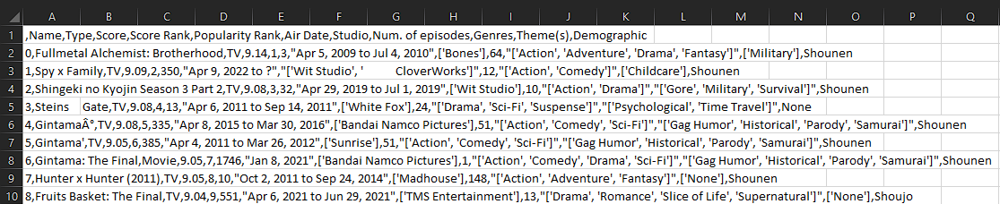 A B C D E F G H I J K L M N O P Q
1 ,Name,Type,Score,Score Rank,Popularity Rank,Air Date,Studio,Num. of episodes,Genres,Theme(s),Demographic
2 0,Fullmetal Alchemist: Brotherhood,TV,9.14,1,3,"Apr 5, 2009 to Jul 4, 2010",['Bones'],64,"['Action', 'Adventure', 'Drama', 'Fantasy']",['Military],Shounen
3 1,Spy x Family,TV,9.09,2,350,"Apr 9, 2022 to ?","['Wit Studio', ' CloverWorks']",12,"['Action', 'Comedy']",['Childcare],Shounen
4 2,Shingeki no Kyojin Season 3 Part 2,TV,9.08,3,32,"Apr 29, 2019 to Jul 1, 2019",['Wit Studio'],10,"['Action', 'Drama']","['Gore', 'Military', 'Survival']",Shounen
5 3,Steins Gate,TV,9.08,4,13,"Apr 6, 2011 to Sep 14, 2011",['White Fox'],24,"['Drama', 'Sci-Fi', 'Suspense']","['Psychological', 'Time Travel']",None
6 4,GintamaÂ°,TV,9.08,5,335,"Apr 8, 2015 to Mar 30, 2016",['Bandai Namco Pictures'],51,"['Action', 'Comedy', 'Sci-Fi']","['Gag Humor', 'Historical', 'Parody', 'Samurai']",Shounen
7 5,Gintama',TV,9.05,6,385,"Apr 4, 2011 to Mar 26, 2012",['Sunrise'],51,"['Action', 'Comedy', 'Sci-Fi']","['Gag Humor', 'Historical', 'Parody', 'Samurai']",Shounen
8 6,Gintama: The Final,Movie,9.05,7,1746,"Jan 8, 2021",['Bandai Namco Pictures'],1,"['Action', 'Comedy', 'Drama', 'Sci-Fi']","['Gag Humor', 'Historical', 'Parody', 'Samurai']",Shounen
9 7,Hunter x Hunter (2011),TV,9.05,8,10,"Oct 2, 2011 to Sep 24, 2014",['Madhouse'],148,"['Action', 'Adventure', 'Fantasy']",['None'],Shounen
10 8,Fruits Basket: The Final,TV,9.04,9,551,"Apr 6, 2021 to Jun 29, 2021",['TMS Entertainment'],13,"['Drama', 'Romance', 'Slice of Life', 'Supernatural']",['None'],Shoujo